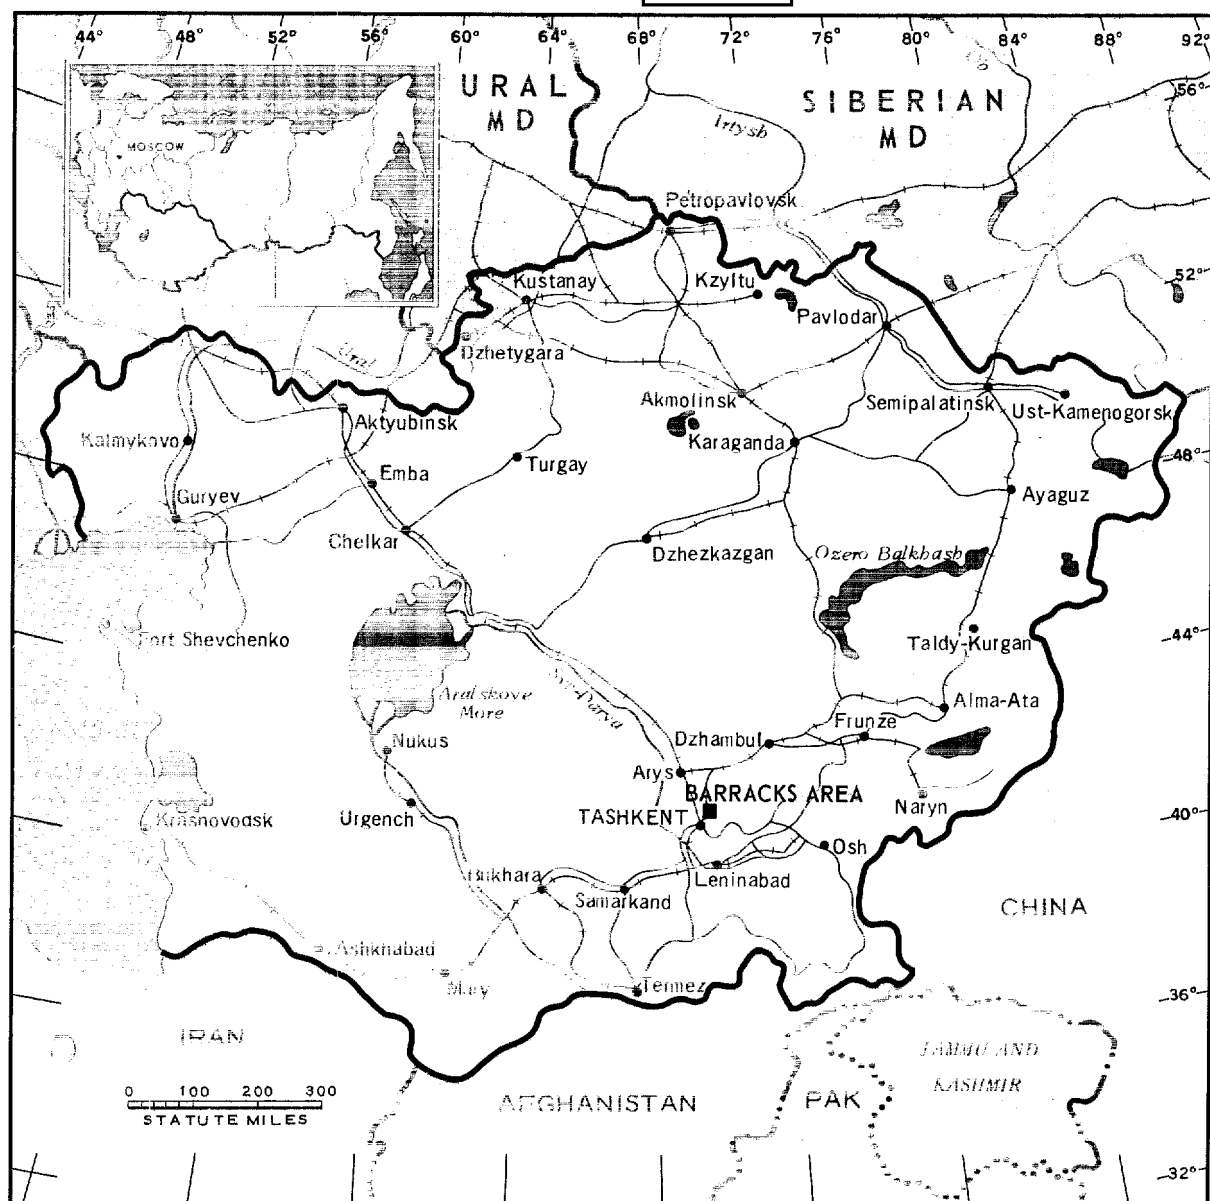 44° 48° 52° 56° 60° 64° 68° 72° 76° 80° 84° 88° 92°
URAL
MD
SIBERIAN
MD
56°
Irtysh
MOSCOW
Petropavlovsk
52°
Kustanay
Kzyltu
Pavlodar
Ural
Dzhetygara
Akmolinsk
Semipalatinsk
Ust-Kamenogorsk
Aktyubinsk
Kalmykovo
Karaganda
48°
Turgay
Emba
Guryev
Ayaguz
Chelkar
Dzhezkazgan
Ozero Balkhash
Fort Shevchenko
Taldy-Kurgan
44°
Aralskoye
More
Syr-Darya
Alma-Ata
Frunze
Nukus
Dzhambul
Arys
BARRACKS AREA
Naryn
Krasnovodsk
Urgench
TASHKENT
40°
Osh
Bukhara
Leninabad
Samarkand
CHINA
Ashkhabad
Mary
Termez
36°
IRAN
JAMMU AND
KASHMIR
0 100 200 300
STATUTE MILES
AFGHANISTAN
PAK
32°